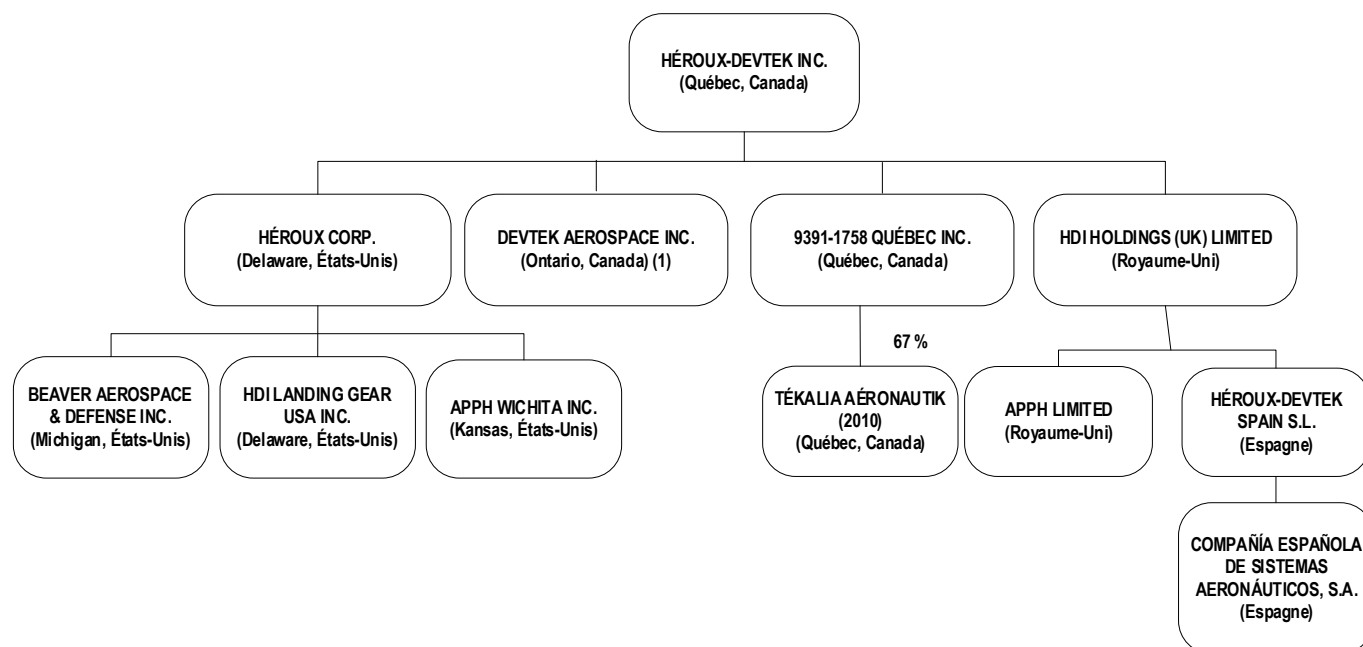 HÉROUX-DEVTEK INC.
(Québec, Canada)
HÉROUX CORP.
(Delaware, États-Unis)
DEVTEK AEROSPACE INC.
(Ontario, Canada) (1)
9391-1758 QUÉBEC INC.
(Québec, Canada)
HDI HOLDINGS (UK) LIMITED
(Royaume-Uni)
67 %
BEAVER AEROSPACE
& DEFENSE INC.
(Michigan, États-Unis)
HDI LANDING GEAR
USA INC.
(Delaware, États-Unis)
APPH WICHITA INC.
(Kansas, États-Unis)
TÉKALIA AÉRONAUTIK
(2010)
(Québec, Canada)
APPH LIMITED
(Royaume-Uni)
HÉROUX-DEVTEK
SPAIN S.L.
(Espagne)
COMPAÑÍA ESPAÑOLA
DE SISTEMAS
AERONÁUTICOS, S.A.
(Espagne)